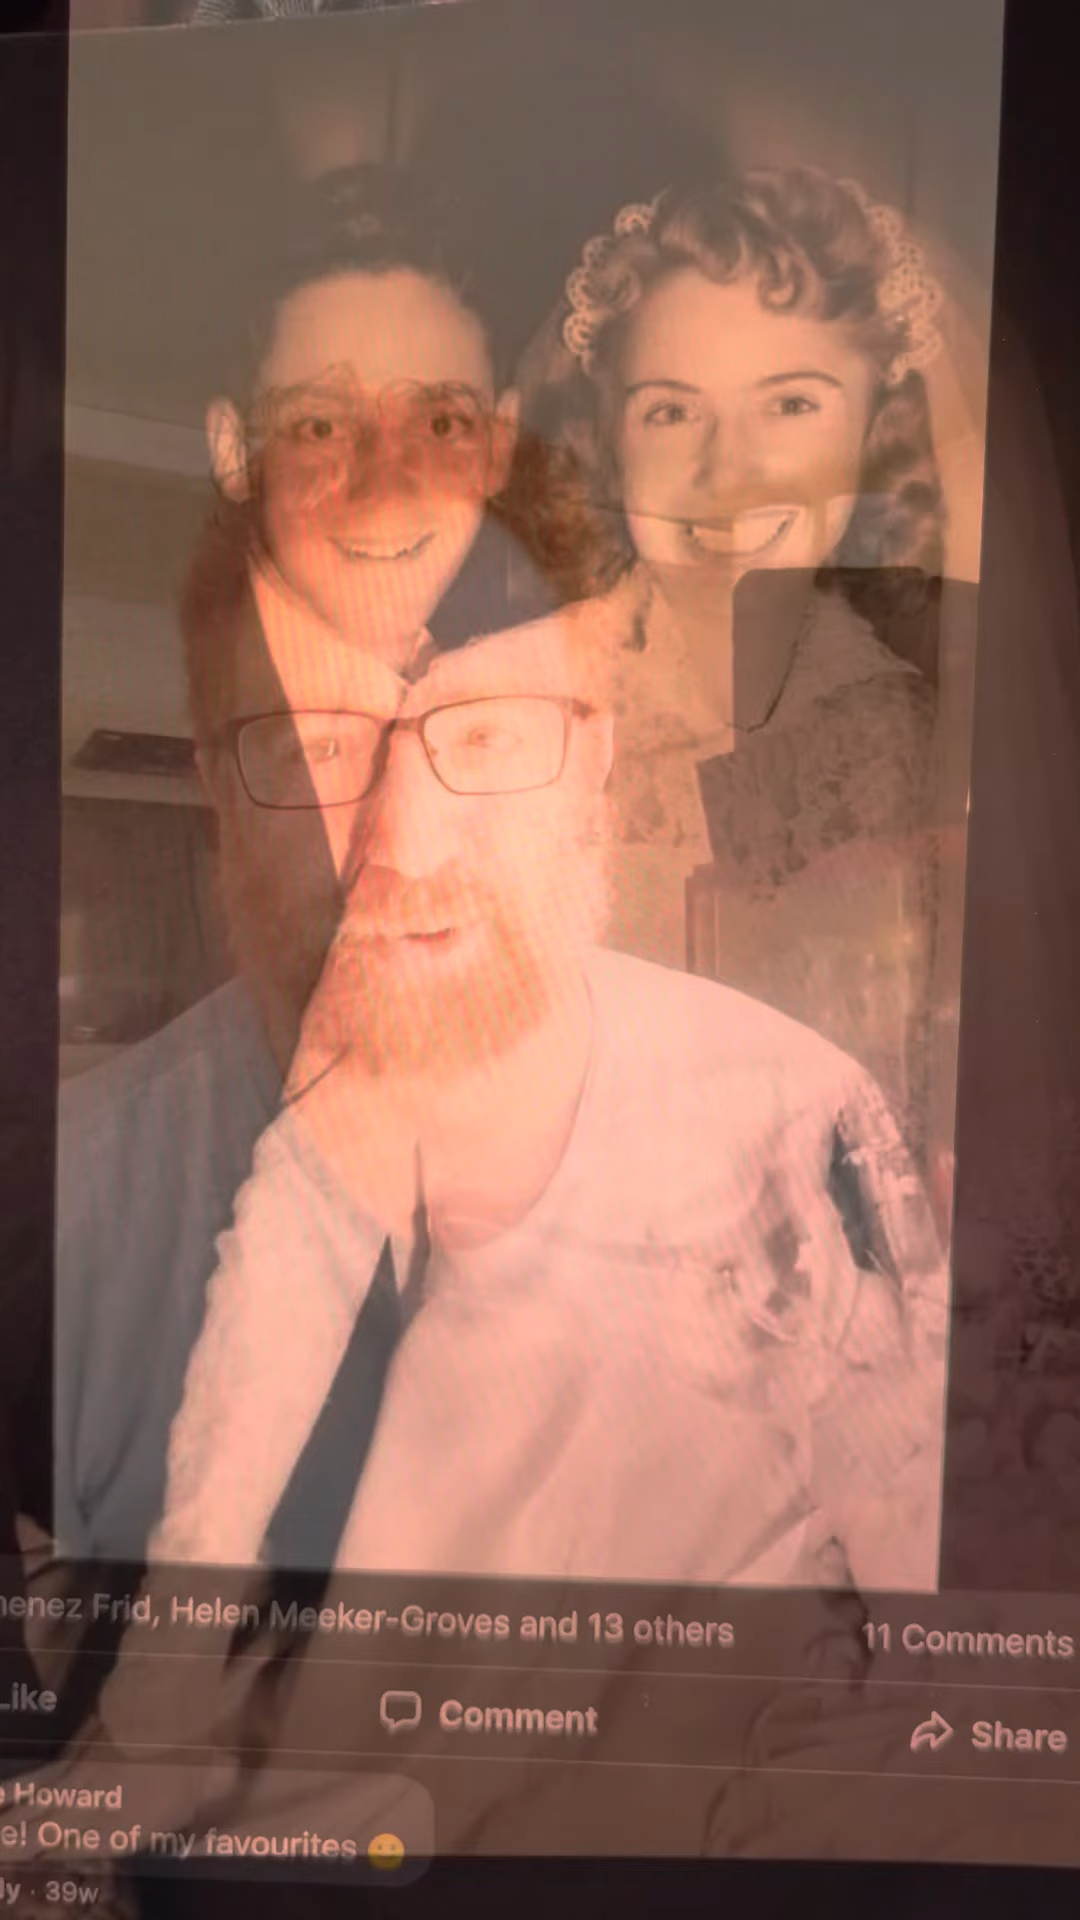 enez Frid, Helen Meeker-Groves and 13 others 11 Comments
Like Comment Share
Howard
e! One of my favourites 😊
ly · 39w